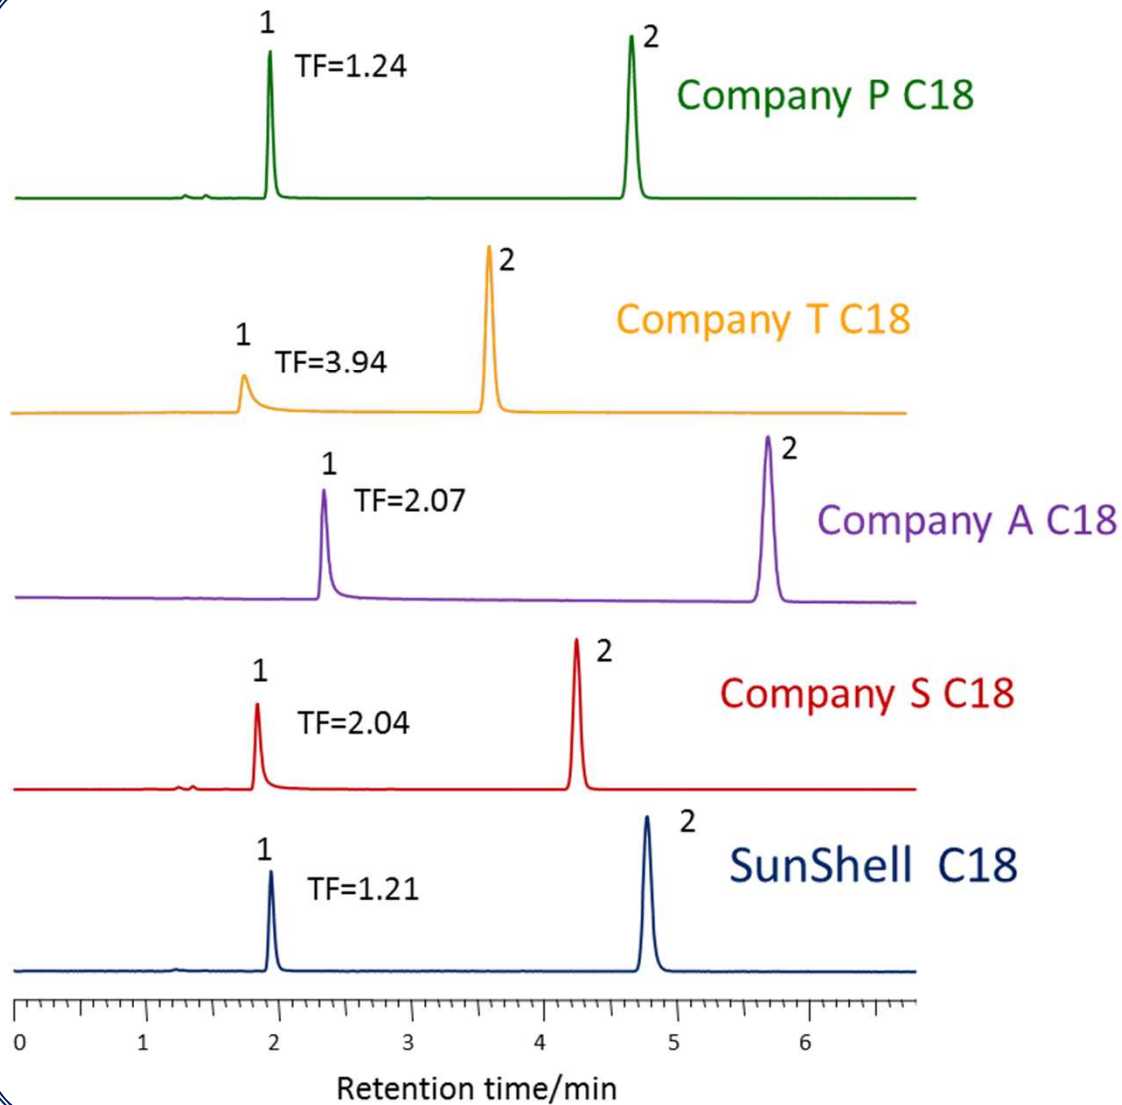 1
TF=1.24
2
Company P C18
2
Company T C18
1
TF=3.94
2
1
TF=2.07
Company A C18
2
1
Company S C18
TF=2.04
2
1
SunShell C18
TF=1.21
0 1 2 3 4 5 6
Retention time/min